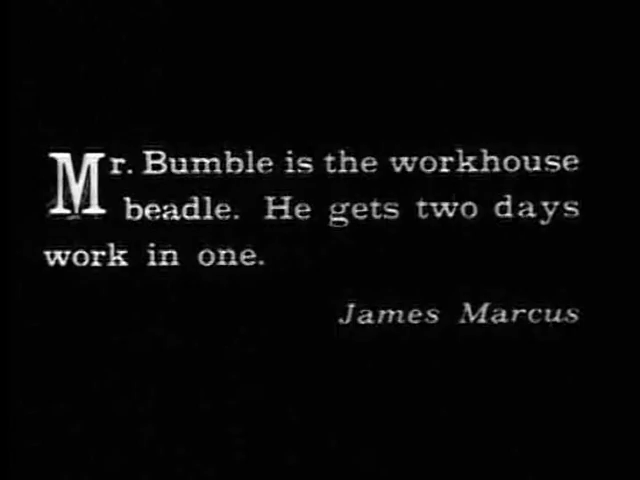 Mr. Bumble is the workhouse
beadle. He gets two days
work in one.
James Marcus